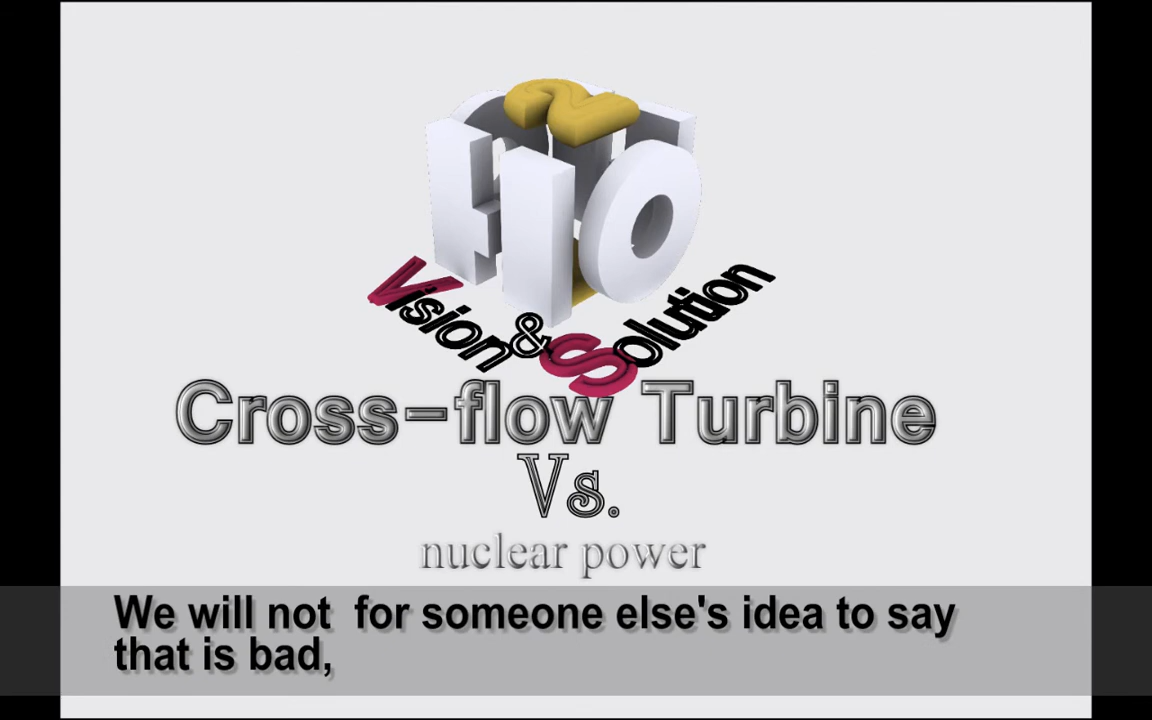 H2O
Vision & Solution
Cross-flow Turbine
Vs.
nuclear power
We will not  for someone else's idea to say
that is bad,